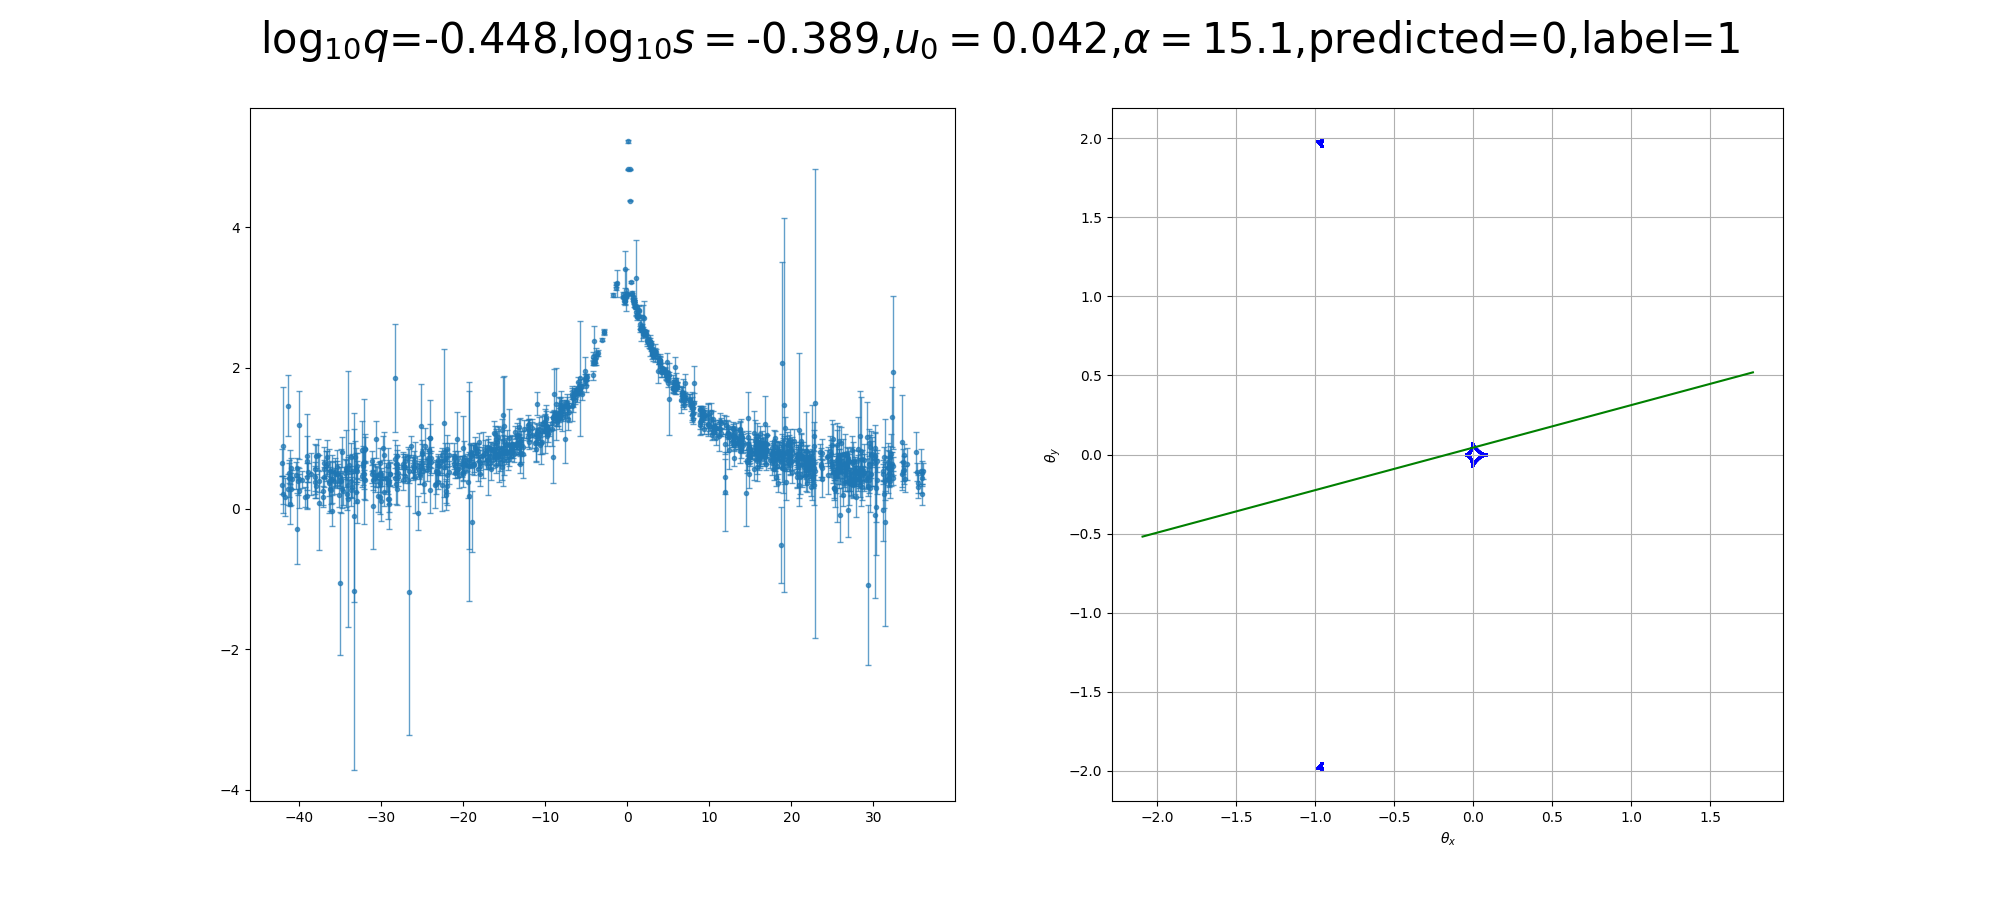 log₁₀q=-0.448,log₁₀s = -0.389,u₀ = 0.042,α = 15.1,predicted=0,label=1
4
2
0
−2
−4
−40 −30 −20 −10 0 10 20 30
2.0
1.5
1.0
0.5
0.0
−0.5
−1.0
−1.5
−2.0
θy
−2.0 −1.5 −1.0 −0.5 0.0 0.5 1.0 1.5
θx